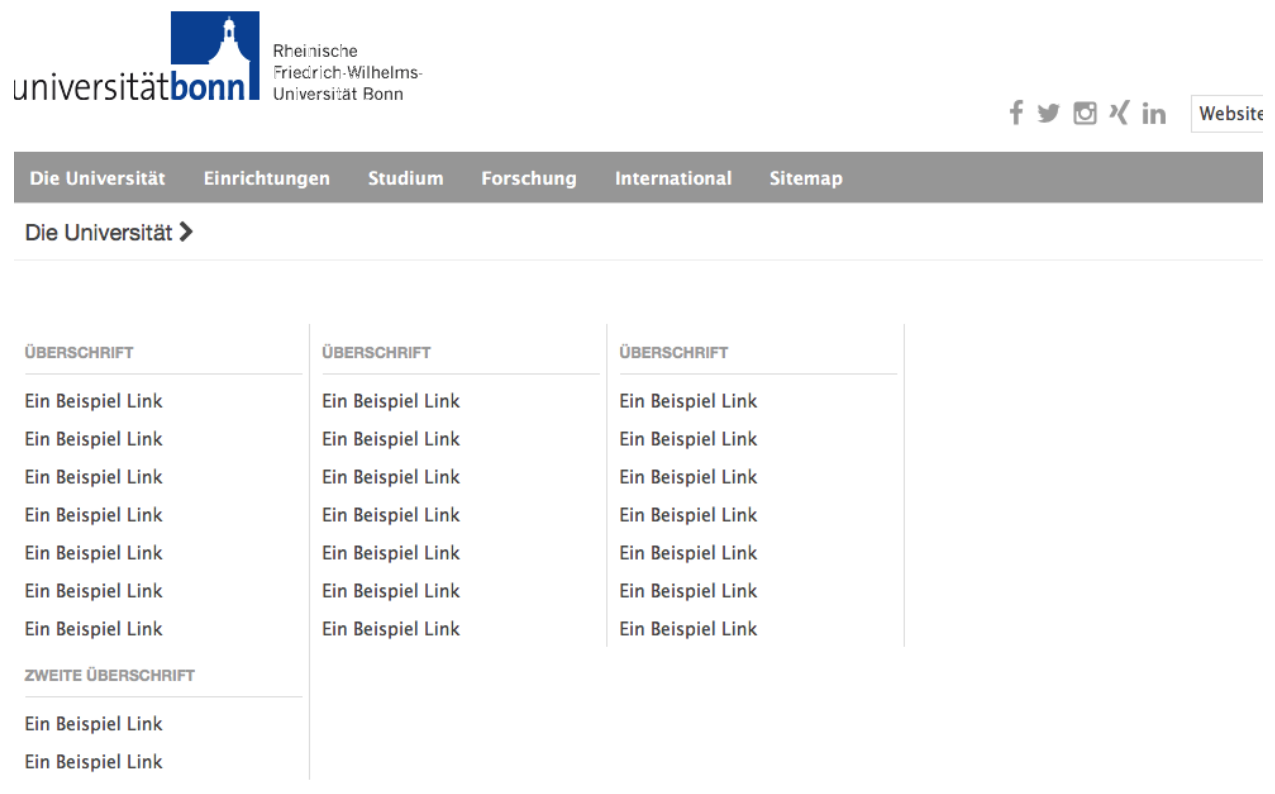 universitätbonn
Rheinische
Friedrich-Wilhelms-
Universität Bonn
Website
Die Universität Einrichtungen Studium Forschung International Sitemap
Die Universität
ÜBERSCHRIFT
Ein Beispiel Link
Ein Beispiel Link
Ein Beispiel Link
Ein Beispiel Link
Ein Beispiel Link
Ein Beispiel Link
Ein Beispiel Link
ZWEITE ÜBERSCHRIFT
Ein Beispiel Link
Ein Beispiel Link
ÜBERSCHRIFT
Ein Beispiel Link
Ein Beispiel Link
Ein Beispiel Link
Ein Beispiel Link
Ein Beispiel Link
Ein Beispiel Link
Ein Beispiel Link
ÜBERSCHRIFT
Ein Beispiel Link
Ein Beispiel Link
Ein Beispiel Link
Ein Beispiel Link
Ein Beispiel Link
Ein Beispiel Link
Ein Beispiel Link